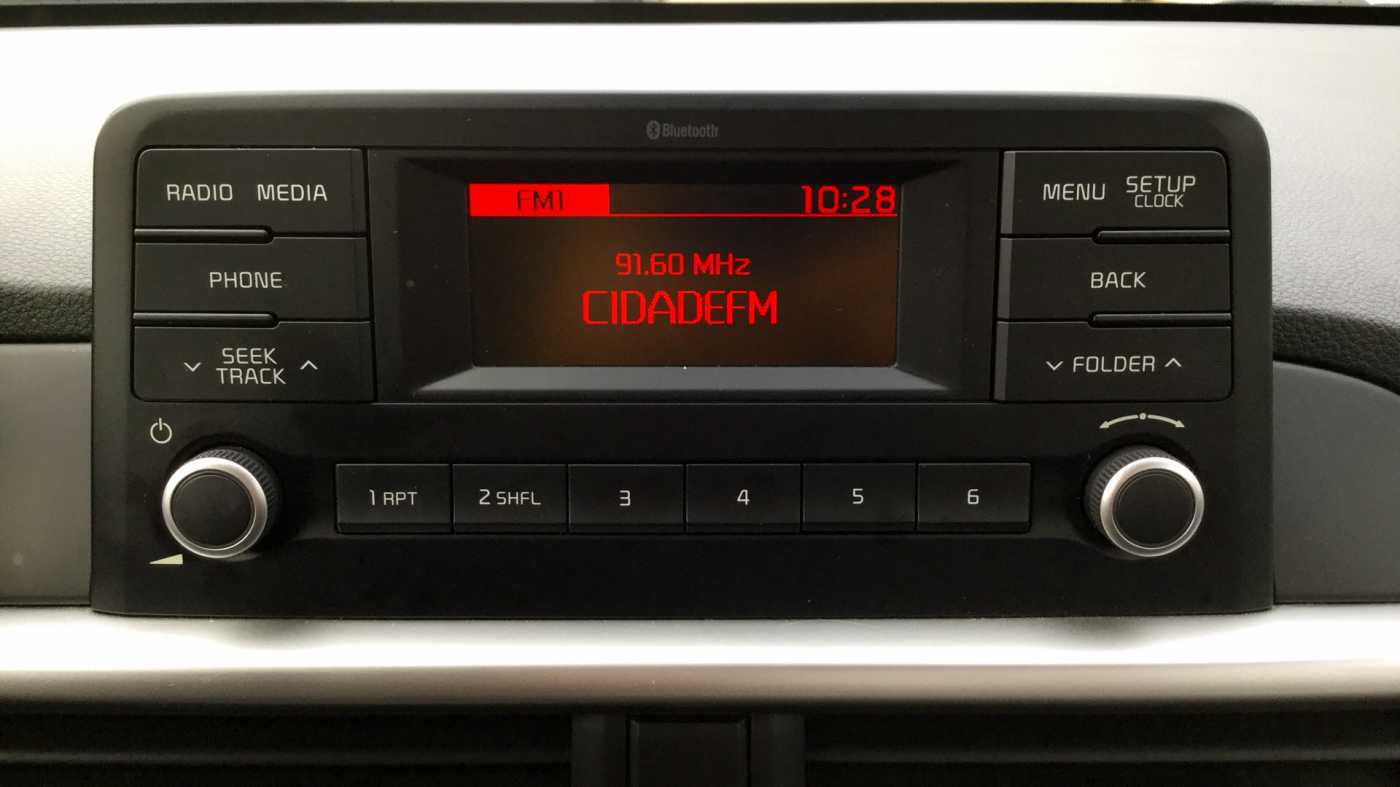 Bluetooth
RADIO MEDIA
PHONE
SEEK
TRACK
FM1 10:28
91.60 MHz
CIDADEFM
MENU SETUP
CLOCK
BACK
FOLDER
1 RPT 2 SHFL 3 4 5 6